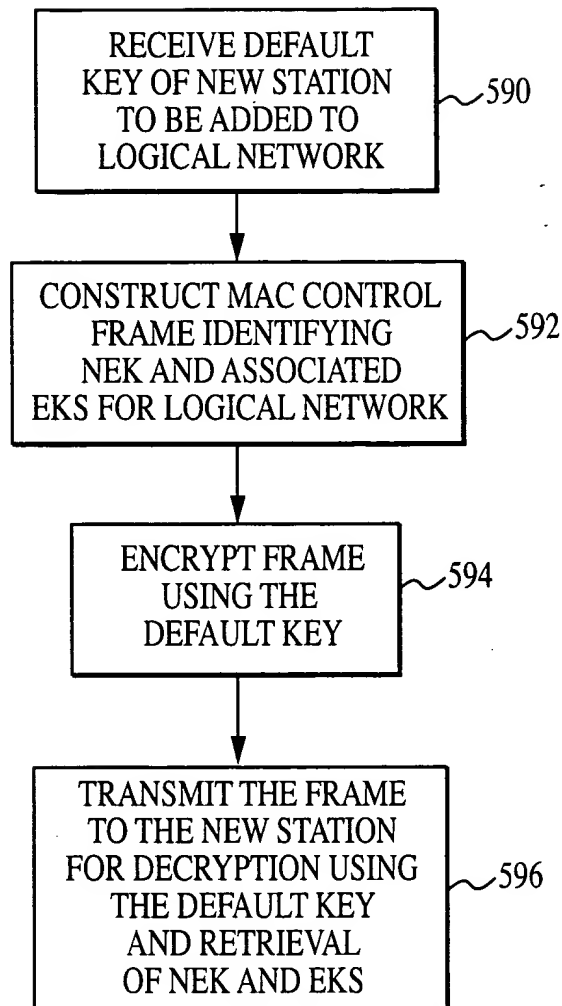 RECEIVE DEFAULT
KEY OF NEW STATION
TO BE ADDED TO
LOGICAL NETWORK
590
CONSTRUCT MAC CONTROL
FRAME IDENTIFYING
NEK AND ASSOCIATED
EKS FOR LOGICAL NETWORK
592
ENCRYPT FRAME
USING THE
DEFAULT KEY
594
TRANSMIT THE FRAME
TO THE NEW STATION
FOR DECRYPTION USING
THE DEFAULT KEY
AND RETRIEVAL
OF NEK AND EKS
596